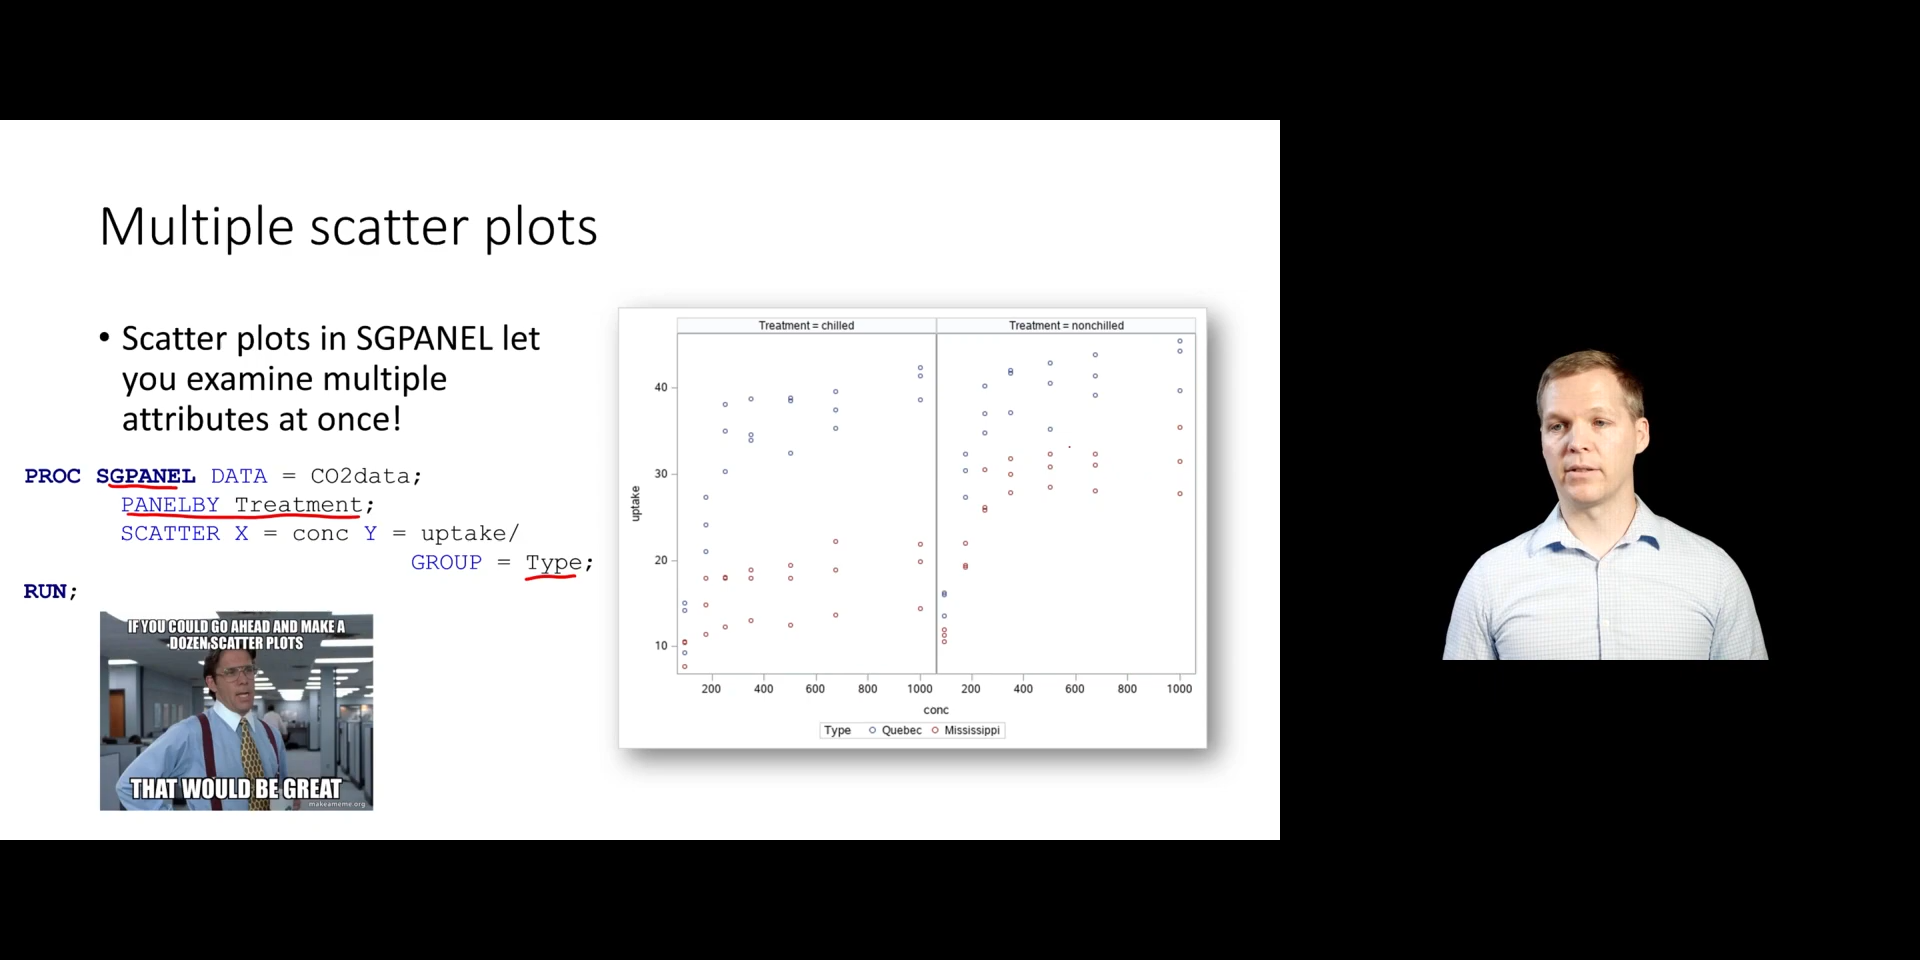 Multiple scatter plots
• Scatter plots in SGPANEL let
you examine multiple
attributes at once!
PROC SGPANEL DATA = CO2data;
PANELBY Treatment;
SCATTER X = conc Y = uptake/
GROUP = Type;
RUN;
IF YOU COULD GO AHEAD AND MAKE A
DOZEN SCATTER PLOTS
THAT WOULD BE GREAT
makeameme.org
Treatment = chilled Treatment = nonchilled
40
30
20
10
uptake
200 400 600 800 1000 200 400 600 800 1000
conc
Type Quebec Mississippi